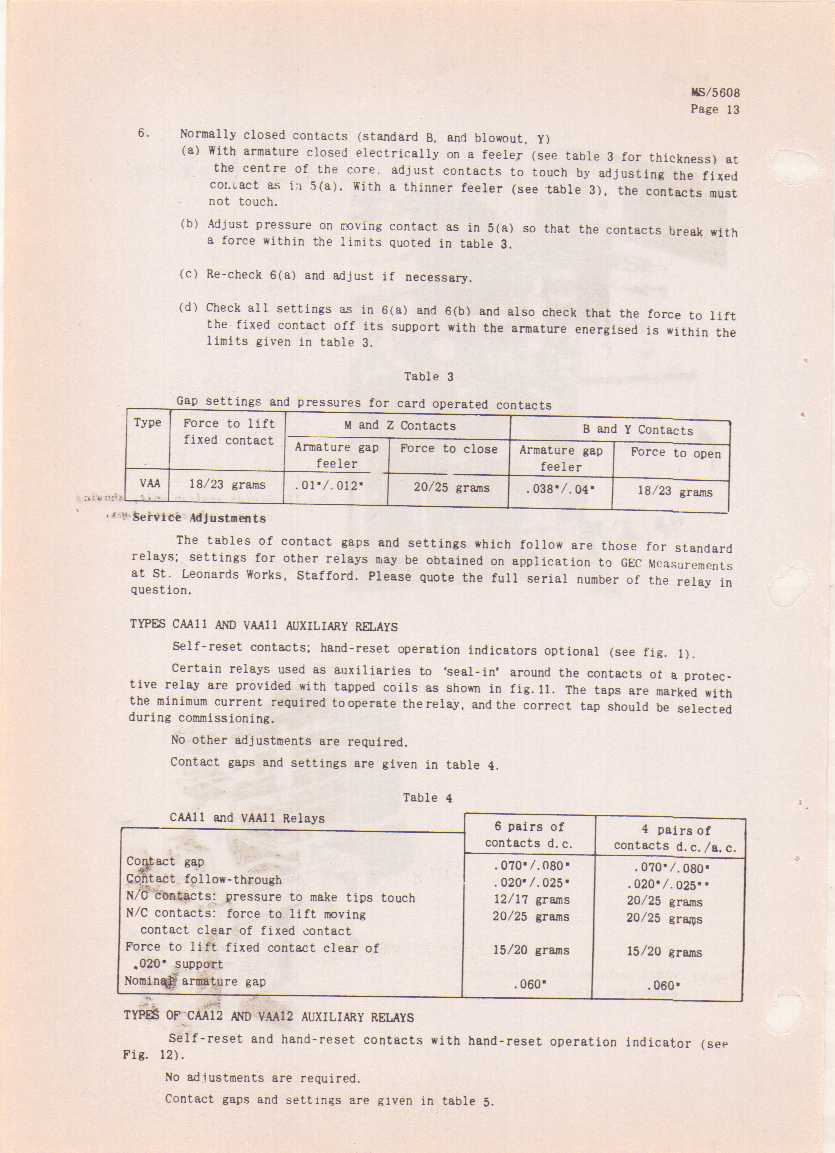 MS/5608
Page 13
6. Normally closed contacts (standard B, and blowout, Y)
(a) With armature closed electrically on a feeler (see table 3 for thickness) at
the centre of the core, adjust contacts to touch by adjusting the fixed
contact as in 5(a). With a thinner feeler (see table 3), the contacts must
not touch.
(b) Adjust pressure on moving contact as in 5(a) so that the contacts break with
a force within the limits quoted in table 3.
(c) Re-check 6(a) and adjust if necessary.
(d) Check all settings as in 6(a) and 6(b) and also check that the force to lift
the fixed contact off its support with the armature energised is within the
limits given in table 3.
Table 3
Gap settings and pressures for card operated contacts
Type Force to lift M and Z Contacts B and Y Contacts
fixed contact Armature gap Force to close Armature gap Force to open
feeler feeler
VAA 18/23 grams .01"/.012" 20/25 grams .038"/.04" 18/23 grams
Service Adjustments
The tables of contact gaps and settings which follow are those for standard
relays; settings for other relays may be obtained on application to GEC Measurements
at St. Leonards Works, Stafford. Please quote the full serial number of the relay in
question.
TYPES CAA11 AND VAA11 AUXILIARY RELAYS
Self-reset contacts; hand-reset operation indicators optional (see fig. 1).
Certain relays used as auxiliaries to 'seal-in' around the contacts of a protec-
tive relay are provided with tapped coils as shown in fig.11. The taps are marked with
the minimum current required to operate the relay, and the correct tap should be selected
during commissioning.
No other adjustments are required.
Contact gaps and settings are given in table 4.
Table 4
CAA11 and VAA11 Relays
6 pairs of 4 pairs of
contacts d.c. contacts d.c./a.c.
Contact gap .070"/.080" .070"/.080"
Contact follow-through .020"/.025" .020"/.025""
N/O contacts: pressure to make tips touch 12/17 grams 20/25 grams
N/C contacts: force to lift moving 20/25 grams 20/25 grams
contact clear of fixed contact
Force to lift fixed contact clear of 15/20 grams 15/20 grams
.020" support
Nominal armature gap .060" .060"
TYPES OF CAA12 AND VAA12 AUXILIARY RELAYS
Self-reset and hand-reset contacts with hand-reset operation indicator (see
Fig. 12).
No adjustments are required.
Contact gaps and settings are given in table 5.